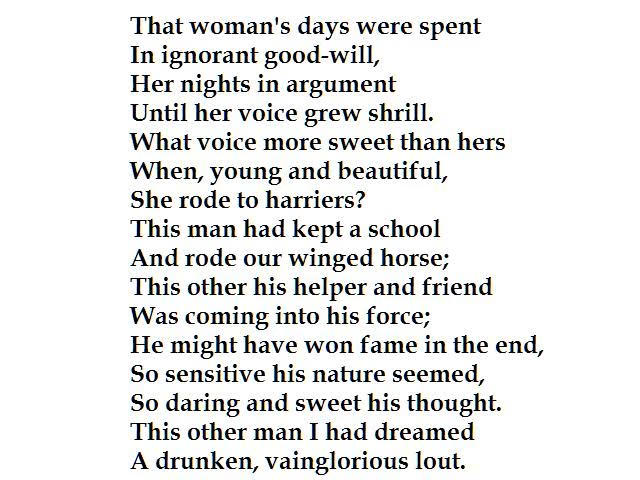 That woman's days were spent
In ignorant good-will,
Her nights in argument
Until her voice grew shrill.
What voice more sweet than hers
When, young and beautiful,
She rode to harriers?
This man had kept a school
And rode our winged horse;
This other his helper and friend
Was coming into his force;
He might have won fame in the end,
So sensitive his nature seemed,
So daring and sweet his thought.
This other man I had dreamed
A drunken, vainglorious lout.